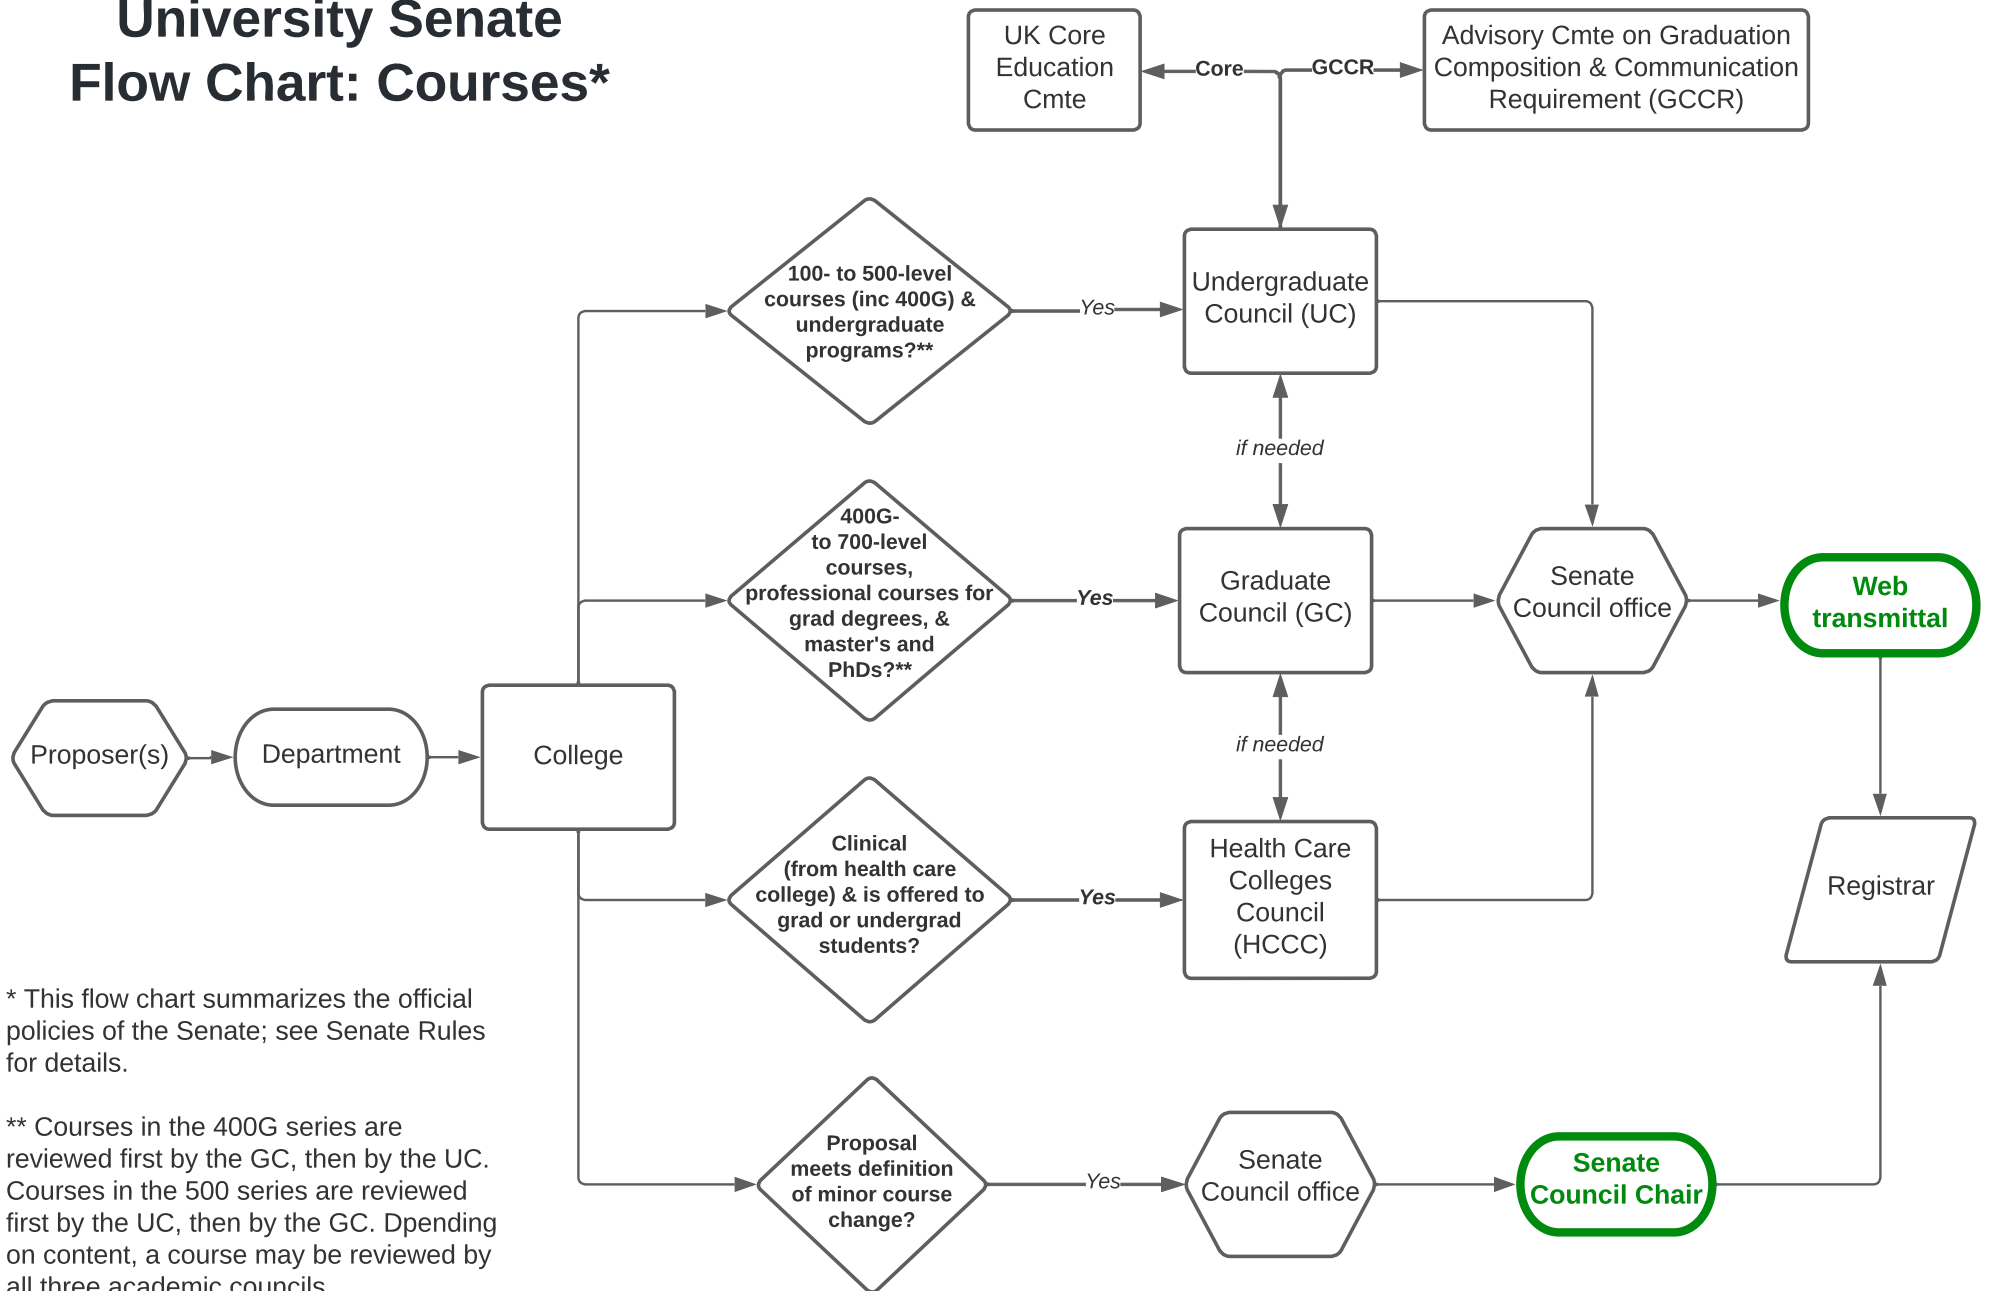 University Senate
Flow Chart: Courses*
UK Core
Education
Cmte
Core
GCCR
Advisory Cmte on Graduation
Composition & Communication
Requirement (GCCR)
100- to 500-level
courses (inc 400G) &
undergraduate
programs?**
Yes
Undergraduate
Council (UC)
if needed
400G-
to 700-level
courses,
professional courses for
grad degrees, &
master's and
PhDs?**
Yes
Graduate
Council (GC)
Senate
Council office
Web
transmittal
Proposer(s)
Department
College
if needed
Clinical
(from health care
college) & is offered to
grad or undergrad
students?
Yes
Health Care
Colleges
Council
(HCCC)
Registrar
* This flow chart summarizes the official
policies of the Senate; see Senate Rules
for details.
** Courses in the 400G series are
reviewed first by the GC, then by the UC.
Courses in the 500 series are reviewed
first by the UC, then by the GC. Dpending
on content, a course may be reviewed by
all three academic councils.
Proposal
meets definition
of minor course
change?
Yes
Senate
Council office
Senate
Council Chair